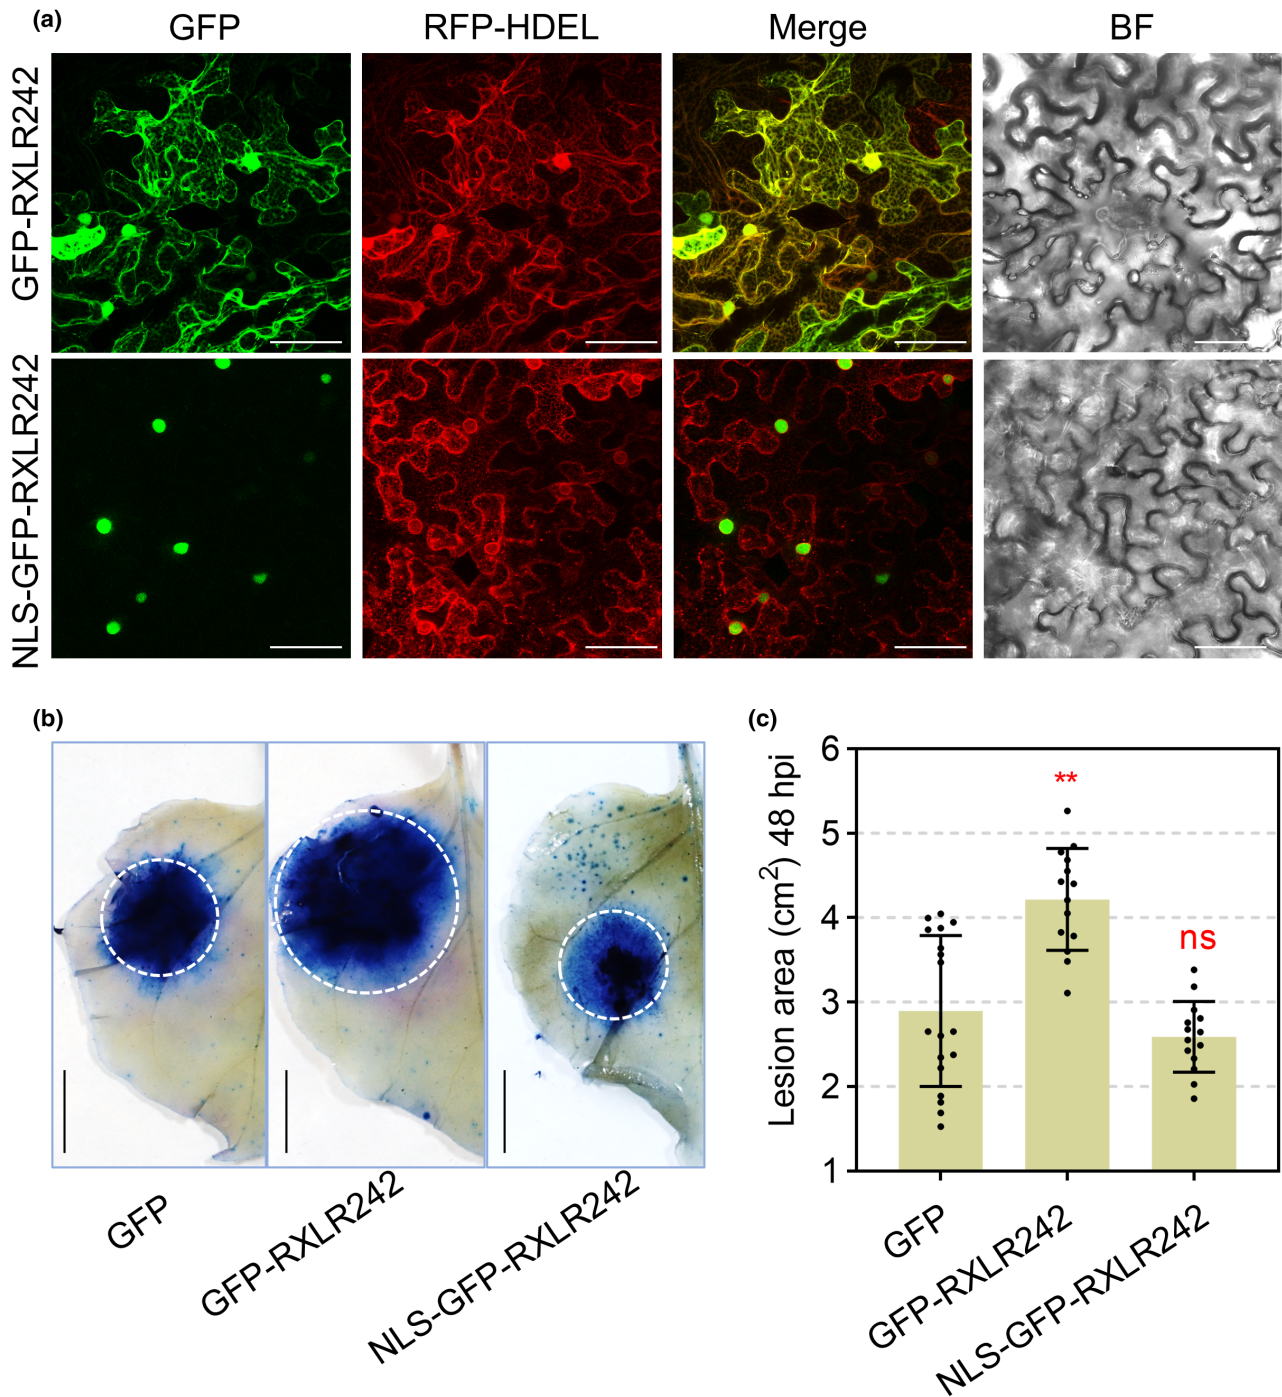 (a)
GFP
RFP-HDEL
Merge
BF
GFP-RXLR242
NLS-GFP-RXLR242
(b)
GFP
GFP-RXLR242
NLS-GFP-RXLR242
(c)
Lesion area (cm²) 48 hpi
6
5
4
3
2
1
**
ns
GFP
GFP-RXLR242
NLS-GFP-RXLR242